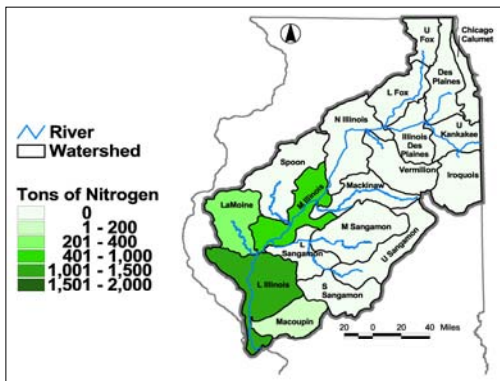 River
Watershed
Tons of Nitrogen
0
1 - 200
201 - 400
401 - 1,000
1,001 - 1,500
1,501 - 2,000
U
Fox
Chicago
Calumet
Des
Plaines
L Fox
N Illinois
U
Kankakee
Illinois
Des
Plaines
Vermilion
Iroquois
Spoon
M Illinois
Mackinaw
LaMoine
M Sangamon
L
Sangamon
U Sangamon
L Illinois
S
Sangamon
Macoupin
20 0 20 40 Miles